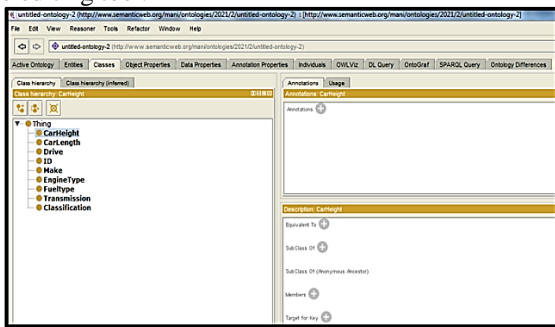 untitled-ontology-2 (http://www.semanticweb.org/mani/ontologies/2021/2/untitled-ontology-2) : [http://www.semanticweb.org/mani/ontologies/2021/2/untitled-ontology-2]
File Edit View Reasoner Tools Refactor Window Help
untitled-ontology-2 (http://www.semanticweb.org/mani/ontologies/2021/2/untitled-ontology-2)
Active Ontology Entities Classes Object Properties Data Properties Annotation Properties Individuals OWLViz DL Query OntoGraf SPARQL Query Ontology Differences
Class hierarchy Class hierarchy (inferred)
Class hierarchy: CarHeight
Thing
CarHeight
CarLength
Drive
ID
Make
EngineType
Fueltype
Transmission
Classification
Annotations Usage
Annotations: CarHeight
Annotations
Description: CarHeight
Equivalent To
SubClass Of
SubClass Of (Anonymous Ancestor)
Members
Target for Key